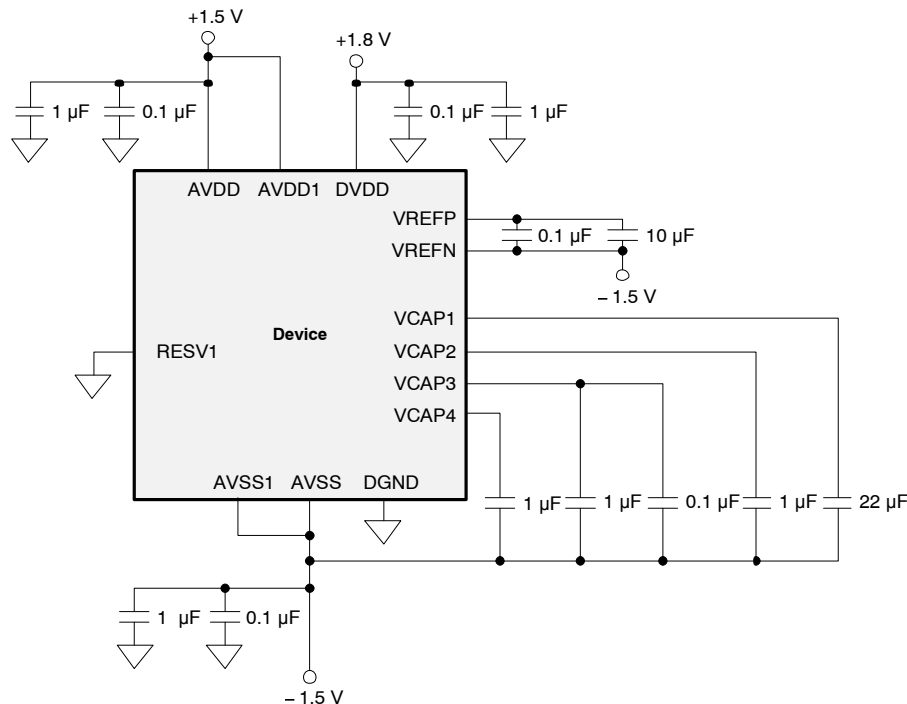 +1.5 V
+1.8 V
1 µF
0.1 µF
0.1 µF
1 µF
AVDD
AVDD1
DVDD
VREFP
VREFN
0.1 µF
10 µF
– 1.5 V
VCAP1
VCAP2
VCAP3
VCAP4
Device
RESV1
AVSS1
AVSS
DGND
1 µF
1 µF
0.1 µF
1 µF
22 µF
1 µF
0.1 µF
– 1.5 V